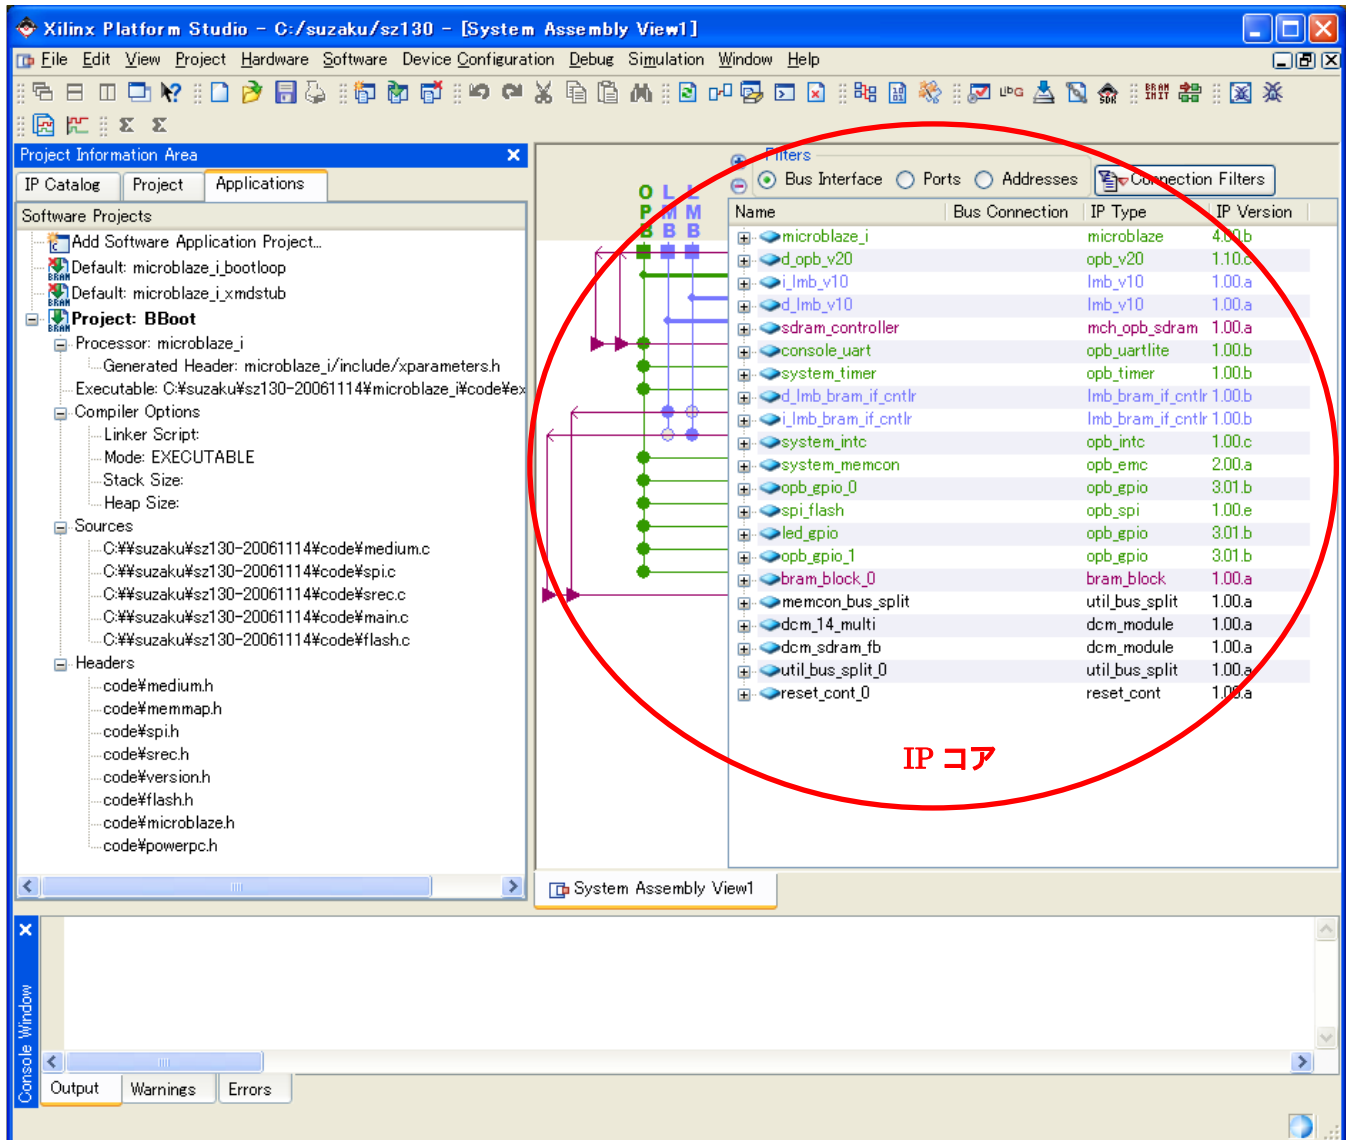 Xilinx Platform Studio - C:/suzaku/sz130 - [System Assembly View1]
File Edit View Project Hardware Software Device Configuration Debug Simulation Window Help
Project Information Area
IP Catalog Project Applications
Software Projects
Add Software Application Project...
Default: microblaze_i_bootloop
Default: microblaze_i_xmdstub
Project: BBoot
Processor: microblaze_i
Generated Header: microblaze_i/include/xparameters.h
Executable: C:¥suzaku¥sz130-20061114¥microblaze_i¥code¥ex
Compiler Options
Linker Script:
Mode: EXECUTABLE
Stack Size:
Heap Size:
Sources
C:¥¥suzaku¥sz130-20061114¥code¥medium.c
C:¥¥suzaku¥sz130-20061114¥code¥spi.c
C:¥¥suzaku¥sz130-20061114¥code¥srec.c
C:¥¥suzaku¥sz130-20061114¥code¥main.c
C:¥¥suzaku¥sz130-20061114¥code¥flash.c
Headers
code¥medium.h
code¥memmap.h
code¥spi.h
code¥srec.h
code¥version.h
code¥flash.h
code¥microblaze.h
code¥powerpc.h
OPB LMB LMB
Filters
Bus Interface Ports Addresses Connection Filters
Name Bus Connection IP Type IP Version
microblaze_i microblaze 4.00.b
d_opb_v20 opb_v20 1.10.c
i_lmb_v10 lmb_v10 1.00.a
d_lmb_v10 lmb_v10 1.00.a
sdram_controller mch_opb_sdram 1.00.a
console_uart opb_uartlite 1.00.b
system_timer opb_timer 1.00.b
d_lmb_bram_if_cntlr lmb_bram_if_cntlr 1.00.b
i_lmb_bram_if_cntlr lmb_bram_if_cntlr 1.00.b
system_intc opb_intc 1.00.c
system_memcon opb_emc 2.00.a
opb_gpio_0 opb_gpio 3.01.b
spi_flash opb_spi 1.00.e
led_gpio opb_gpio 3.01.b
opb_gpio_1 opb_gpio 3.01.b
bram_block_0 bram_block 1.00.a
memcon_bus_split util_bus_split 1.00.a
dcm_14_multi dcm_module 1.00.a
dcm_sdram_fb dcm_module 1.00.a
util_bus_split_0 util_bus_split 1.00.a
reset_cont_0 reset_cont 1.00.a
IP コア
System Assembly View1
Console Window
Output Warnings Errors